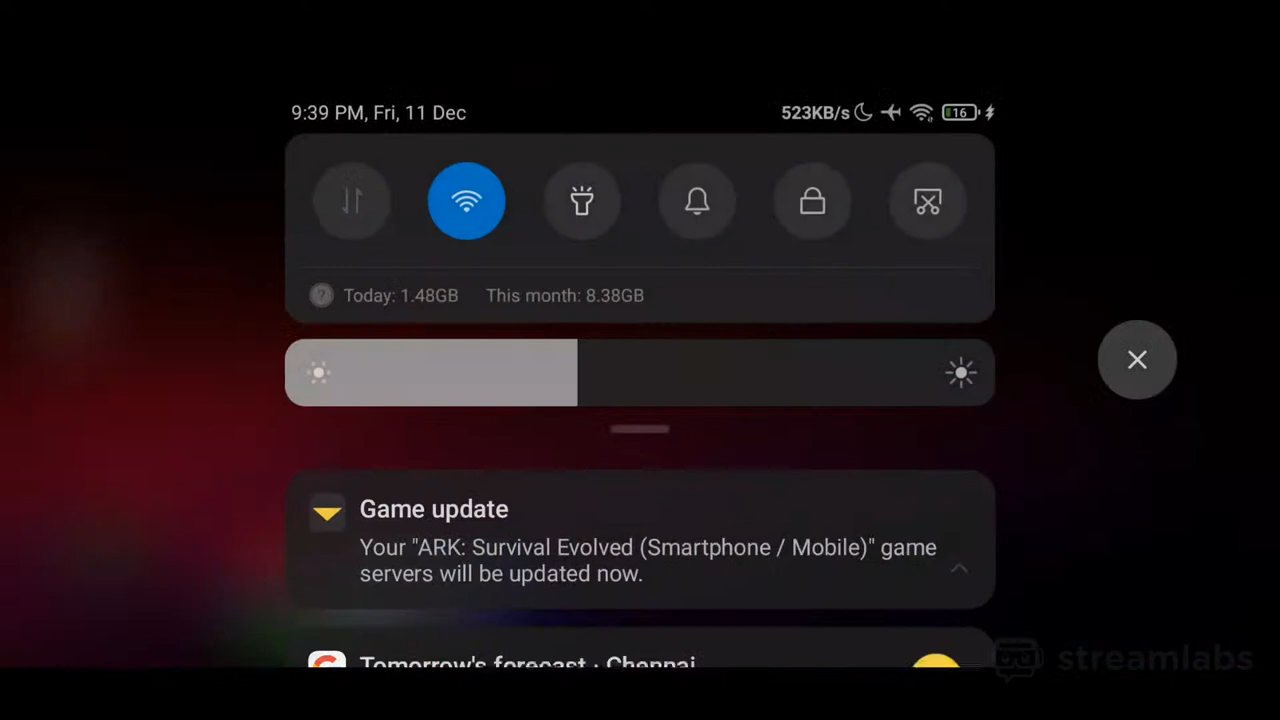 9:39 PM, Fri, 11 Dec
523KB/s
16
Today: 1.48GB This month: 8.38GB
Game update
Your "ARK: Survival Evolved (Smartphone / Mobile)" game
servers will be updated now.
Tomorrow's forecast · Chennai
streamlabs